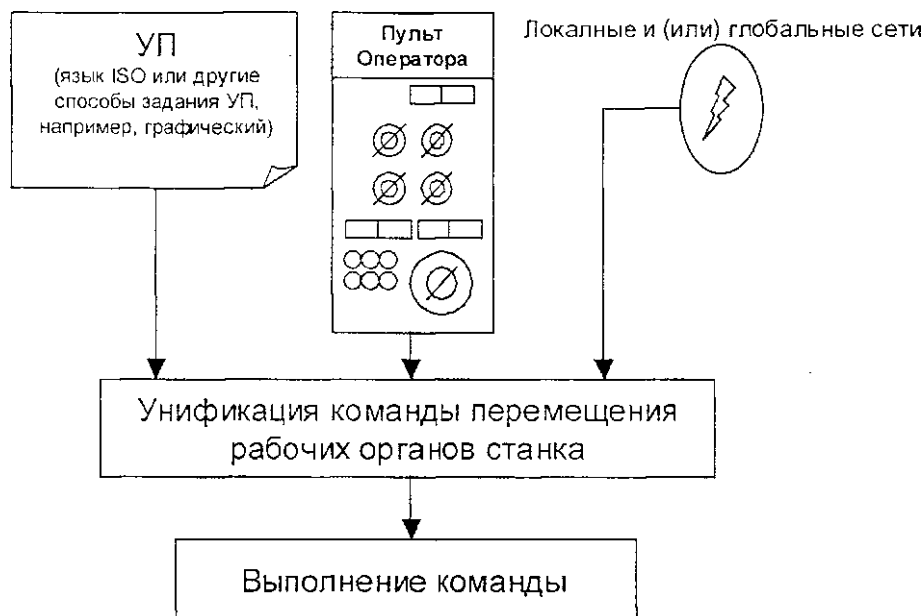 УП
(язык ISO или другие
способы задания УП,
например, графический)
Пульт
Оператора
Локалные и (или) глобальные сети
Унификация команды перемещения
рабочих органов станка
Выполнение команды